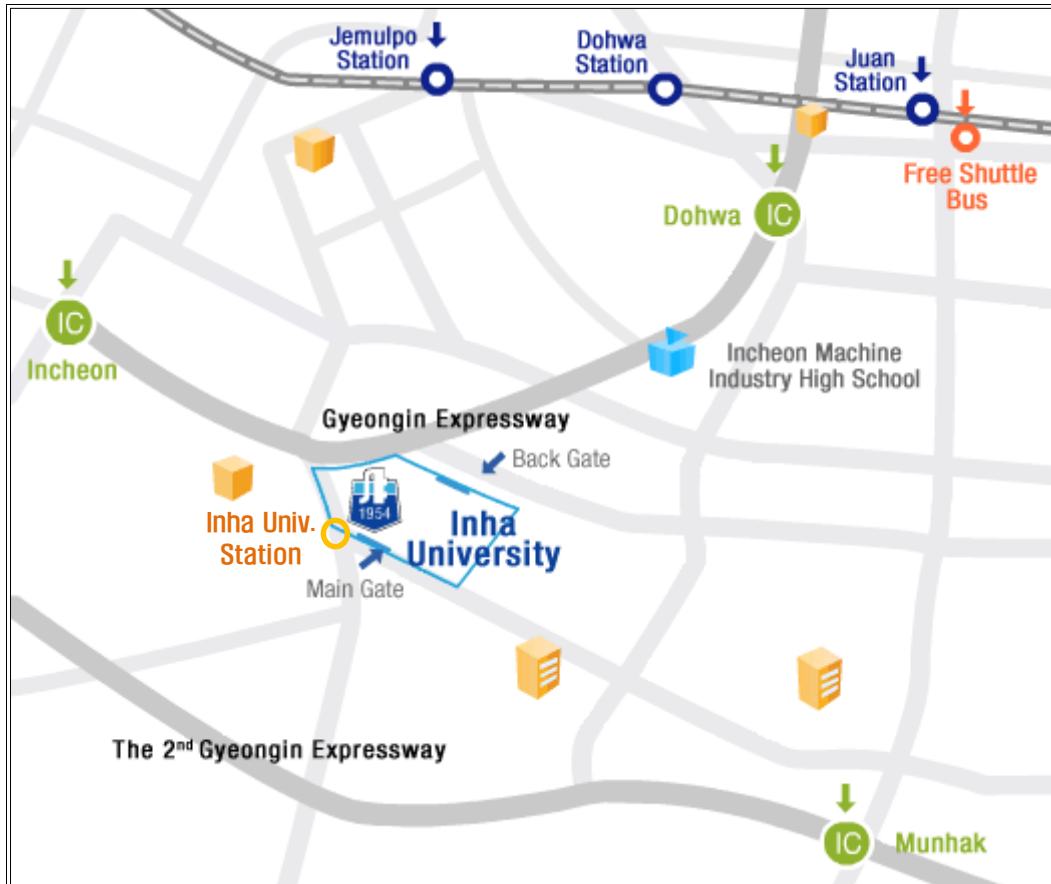 Jemulpo
Station
Dohwa
Station
Juan
Station
Free Shuttle
Bus
Dohwa
IC
IC
Incheon
Incheon Machine
Industry High School
Gyeongin Expressway
Back Gate
1954
Inha
University
Inha Univ.
Station
Main Gate
The 2nd Gyeongin Expressway
IC
Munhak